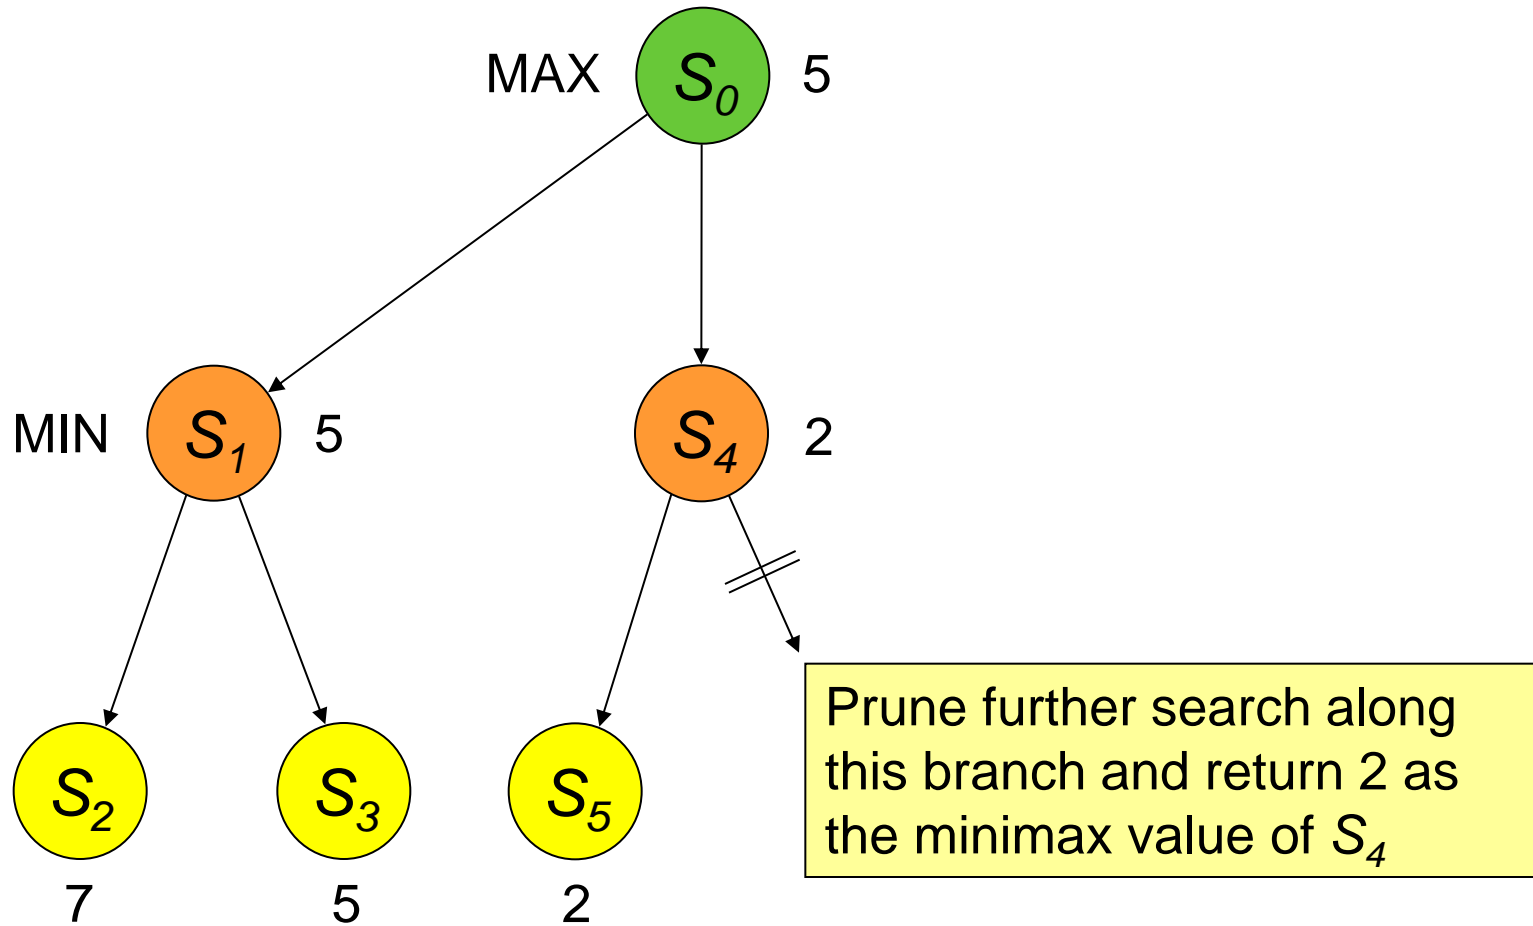 MAX S0 5
MIN S1 5 S4 2
S2 S3 S5
7 5 2
Prune further search along
this branch and return 2 as
the minimax value of S4